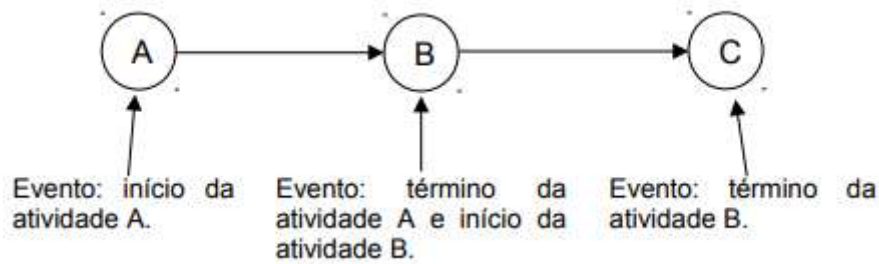 A
B
C
Evento: início da
atividade A.
Evento: término da
atividade A e início da
atividade B.
Evento: término da
atividade B.